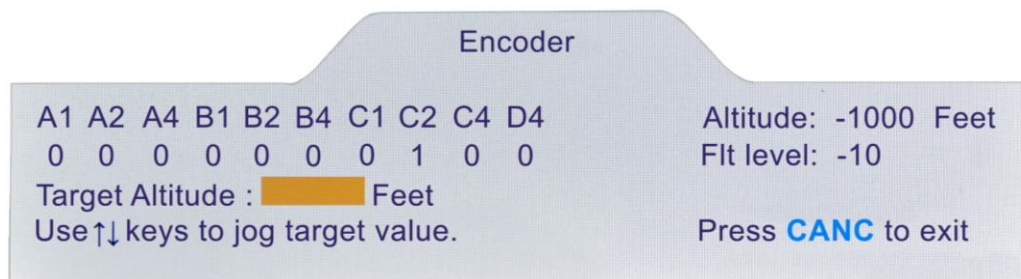 Encoder
A1 A2 A4 B1 B2 B4 C1 C2 C4 D4
0 0 0 0 0 0 0 1 0 0
Altitude: -1000 Feet
Flt level: -10
Target Altitude : Feet
Use↑↓keys to jog target value.
Press CANC to exit